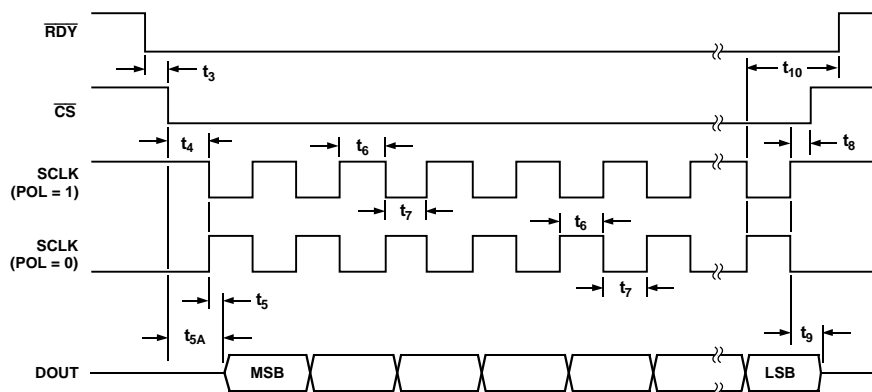 RDY
t3
t10
CS
t4
t6
t8
SCLK
(POL = 1)
t7
t6
SCLK
(POL = 0)
t7
t5
t5A
t9
DOUT
MSB
LSB